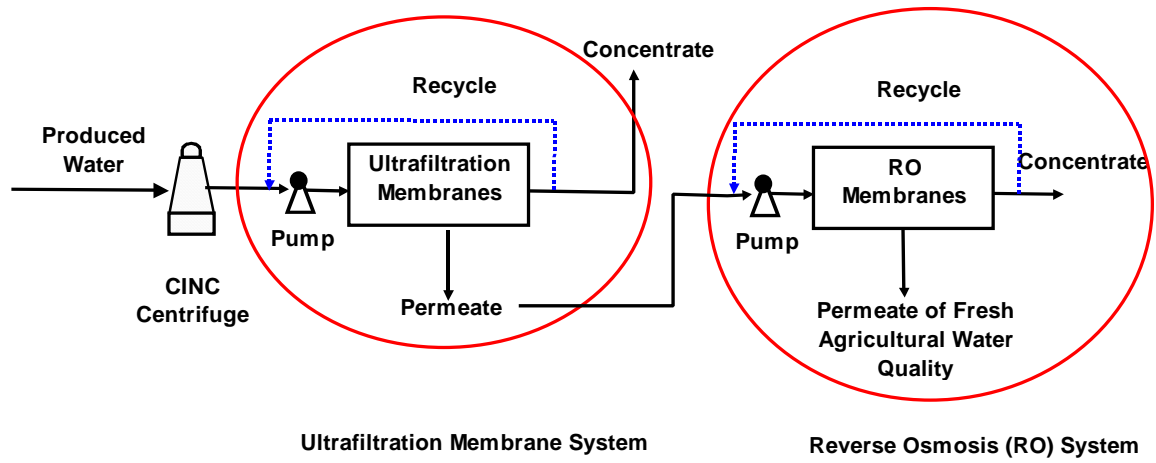 Concentrate
Recycle
Produced
Water
Ultrafiltration
Membranes
Pump
CINC
Centrifuge
Permeate
Recycle
Concentrate
RO
Membranes
Pump
Permeate of Fresh
Agricultural Water
Quality
Ultrafiltration Membrane System
Reverse Osmosis (RO) System